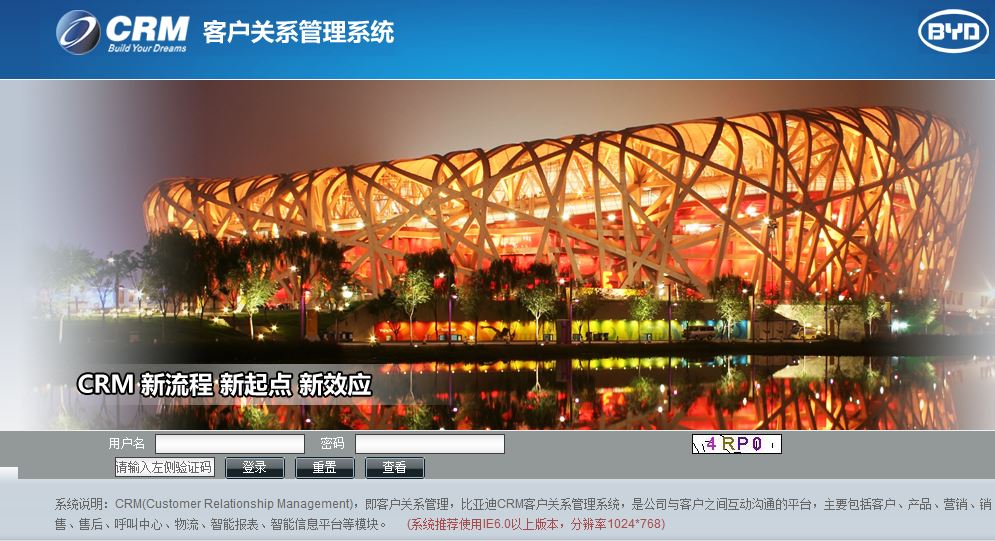 CRM 客户关系管理系统
Build Your Dreams
BYD
CRM 新流程 新起点 新效应
用户名 密码 4RP0
请输入左侧验证码 登录 重置 查看
系统说明：CRM(Customer Relationship Management)，即客户关系管理，比亚迪CRM客户关系管理系统，是公司与客户之间互动沟通的平台，主要包括客户、产品、营销、销
售、售后、呼叫中心、物流、智能报表、智能信息平台等模块。 (系统推荐使用IE6.0以上版本，分辨率1024*768)